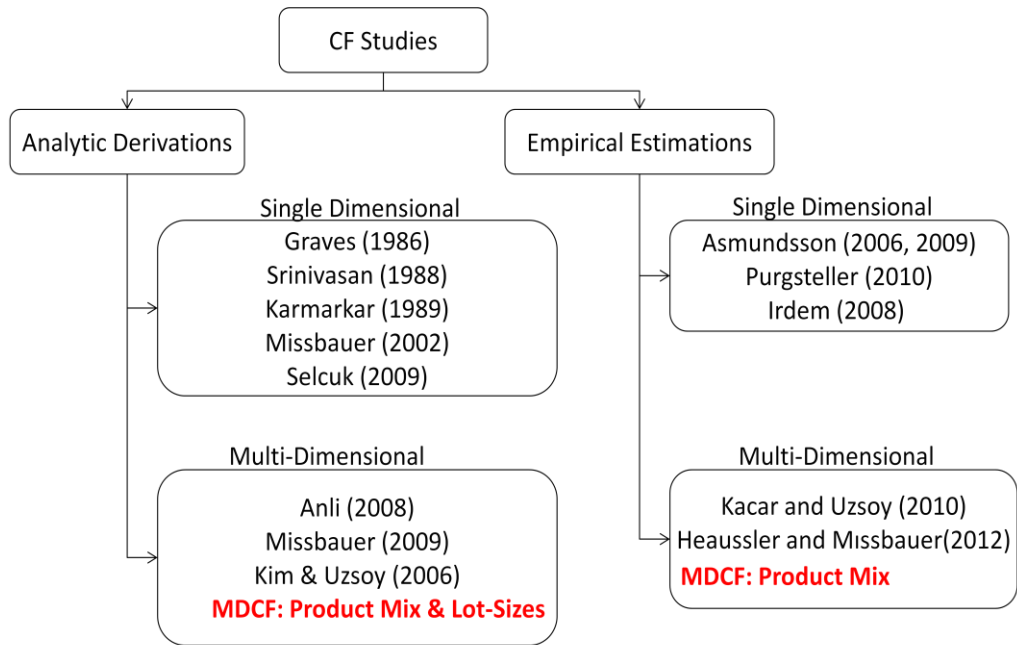 CF Studies
Analytic Derivations
Single Dimensional
Graves (1986)
Srinivasan (1988)
Karmarkar (1989)
Missbauer (2002)
Selcuk (2009)
Multi-Dimensional
Anli (2008)
Missbauer (2009)
Kim & Uzsoy (2006)
MDCF: Product Mix & Lot-Sizes
Empirical Estimations
Single Dimensional
Asmundsson (2006, 2009)
Purgsteller (2010)
Irdem (2008)
Multi-Dimensional
Kacar and Uzsoy (2010)
Heaussler and Mıssbauer(2012)
MDCF: Product Mix